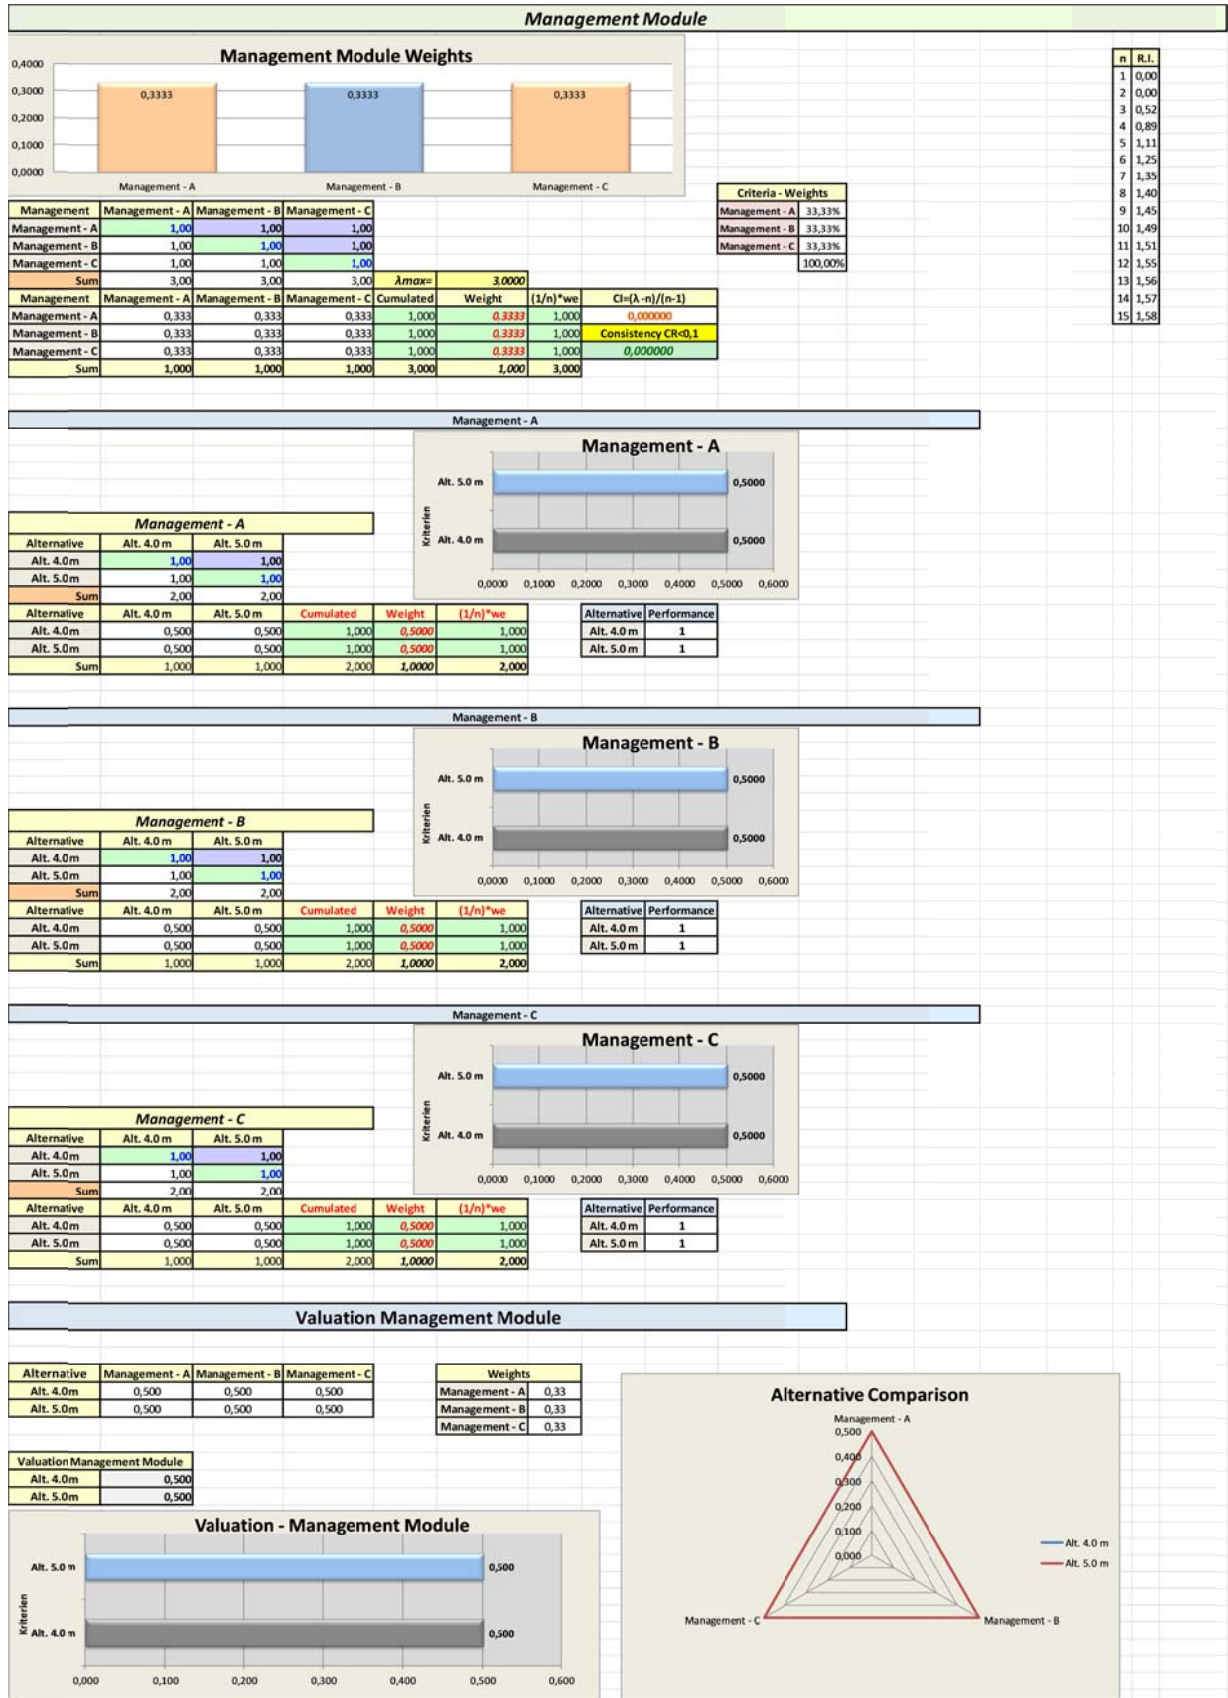 Management Module
Management Module Weights
0,4000
0,3000
0,2000
0,1000
0,0000
0,3333 0,3333 0,3333
Management - A Management - B Management - C
n R.I.
1 0,00
2 0,00
3 0,52
4 0,89
5 1,11
6 1,25
7 1,35
8 1,40
9 1,45
10 1,49
11 1,51
12 1,55
13 1,56
14 1,57
15 1,58
Criteria - Weights
Management - A 33,33%
Management - B 33,33%
Management - C 33,33%
100,00%
Management Management - A Management - B Management - C
Management - A 1,00 1,00 1,00
Management - B 1,00 1,00 1,00
Management - C 1,00 1,00 1,00
Sum 3,00 3,00 3,00 λmax= 3,0000
Management Management - A Management - B Management - C Cumulated Weight (1/n)*we CI=(λ-n)/(n-1)
Management - A 0,333 0,333 0,333 1,000 0,3333 1,000 0,000000
Management - B 0,333 0,333 0,333 1,000 0,3333 1,000 Consistency CR<0,1
Management - C 0,333 0,333 0,333 1,000 0,3333 1,000 0,000000
Sum 1,000 1,000 1,000 3,000 1,000 3,000
Management - A
Management - A
Alt. 5.0 m 0,5000
Kriterien
Alt. 4.0 m 0,5000
0,0000 0,1000 0,2000 0,3000 0,4000 0,5000 0,6000
Management - A
Alternative Alt. 4.0 m Alt. 5.0 m
Alt. 4.0m 1,00 1,00
Alt. 5.0m 1,00 1,00
Sum 2,00 2,00
Alternative Alt. 4.0 m Alt. 5.0 m Cumulated Weight (1/n)*we
Alt. 4.0m 0,500 0,500 1,000 0,5000 1,000
Alt. 5.0m 0,500 0,500 1,000 0,5000 1,000
Sum 1,000 1,000 2,000 1,0000 2,000
Alternative Performance
Alt. 4.0 m 1
Alt. 5.0 m 1
Management - B
Management - B
Alt. 5.0 m 0,5000
Kriterien
Alt. 4.0 m 0,5000
0,0000 0,1000 0,2000 0,3000 0,4000 0,5000 0,6000
Management - B
Alternative Alt. 4.0 m Alt. 5.0 m
Alt. 4.0m 1,00 1,00
Alt. 5.0m 1,00 1,00
Sum 2,00 2,00
Alternative Alt. 4.0 m Alt. 5.0 m Cumulated Weight (1/n)*we
Alt. 4.0m 0,500 0,500 1,000 0,5000 1,000
Alt. 5.0m 0,500 0,500 1,000 0,5000 1,000
Sum 1,000 1,000 2,000 1,0000 2,000
Alternative Performance
Alt. 4.0 m 1
Alt. 5.0 m 1
Management - C
Management - C
Alt. 5.0 m 0,5000
Kriterien
Alt. 4.0 m 0,5000
0,0000 0,1000 0,2000 0,3000 0,4000 0,5000 0,6000
Management - C
Alternative Alt. 4.0 m Alt. 5.0 m
Alt. 4.0m 1,00 1,00
Alt. 5.0m 1,00 1,00
Sum 2,00 2,00
Alternative Alt. 4.0 m Alt. 5.0 m Cumulated Weight (1/n)*we
Alt. 4.0m 0,500 0,500 1,000 0,5000 1,000
Alt. 5.0m 0,500 0,500 1,000 0,5000 1,000
Sum 1,000 1,000 2,000 1,0000 2,000
Alternative Performance
Alt. 4.0 m 1
Alt. 5.0 m 1
Valuation Management Module
Alternative Management - A Management - B Management - C
Alt. 4.0m 0,500 0,500 0,500
Alt. 5.0m 0,500 0,500 0,500
Weights
Management - A 0,33
Management - B 0,33
Management - C 0,33
Valuation Management Module
Alt. 4.0m 0,500
Alt. 5.0m 0,500
Valuation - Management Module
Alt. 5.0 m 0,500
Kriterien
Alt. 4.0 m 0,500
0,000 0,100 0,200 0,300 0,400 0,500 0,600
Alternative Comparison
Management - A
0,500
0,400
0,300
0,200
0,100
0,000
Management - C Management - B
Alt. 4.0 m
Alt. 5.0 m